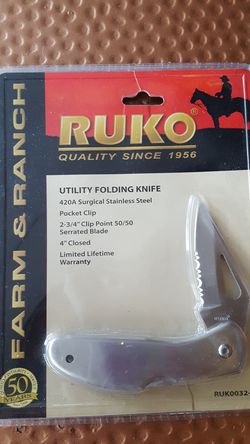 RUKO
QUALITY SINCE 1956
FARM & RANCH
UTILITY FOLDING KNIFE
420A Surgical Stainless Steel
Pocket Clip
2-3/4" Clip Point 50/50
Serrated Blade
4" Closed
Limited Lifetime
Warranty
50
YEARS
RUK0032-